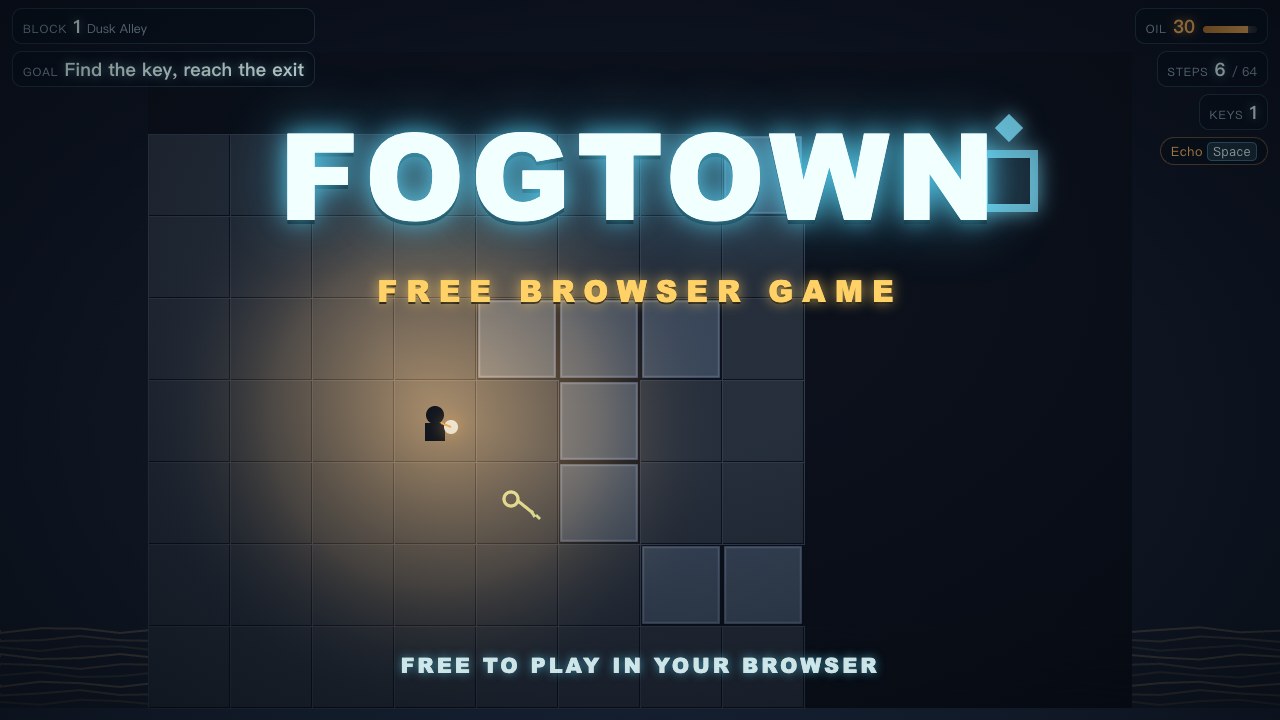 BLOCK 1 Dusk Alley
GOAL Find the key, reach the exit
OIL 30
STEPS 6 / 64
KEYS 1
Echo Space
FOGTOWN
FREE BROWSER GAME
FREE TO PLAY IN YOUR BROWSER